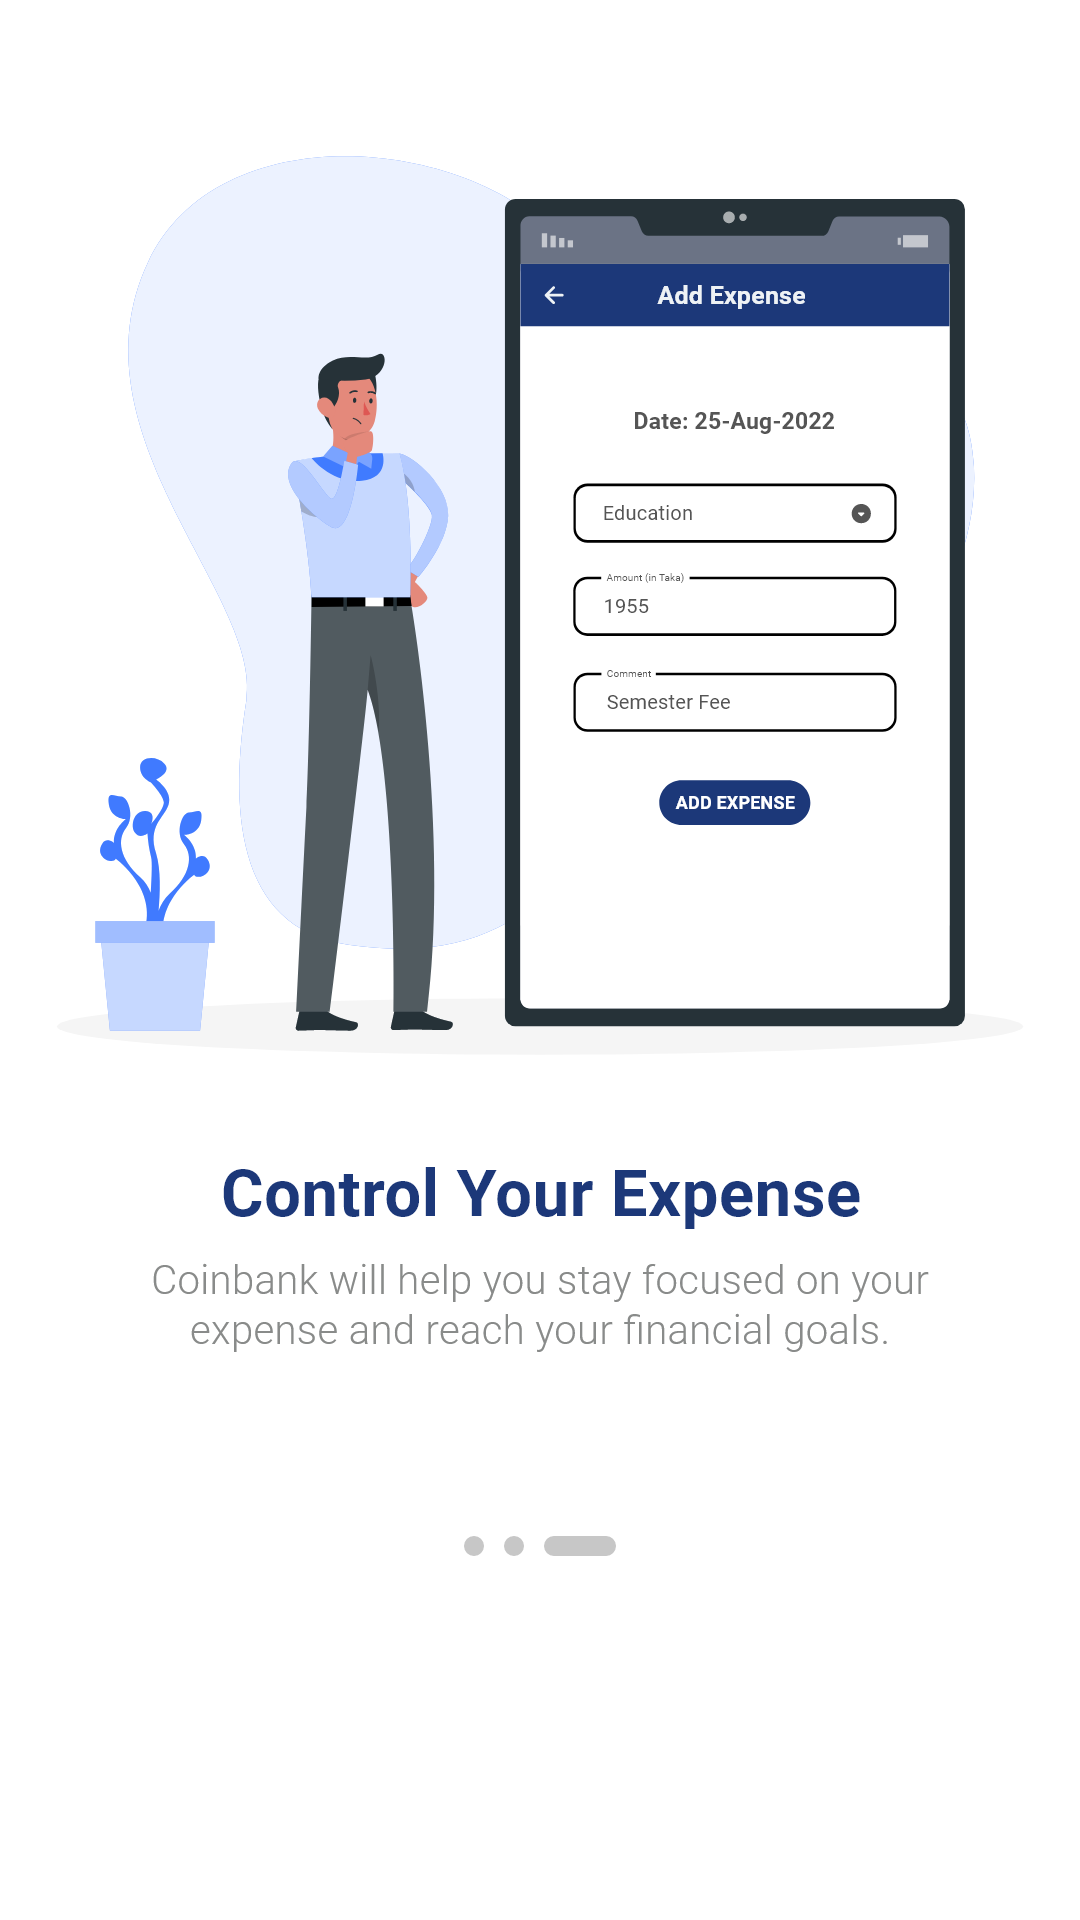 Add Expense
Date: 25-Aug-2022
Education
Amount (in Taka)
1955
Comment
Semester Fee
ADD EXPENSE
Control Your Expense
Coinbank will help you stay focused on your
expense and reach your financial goals.